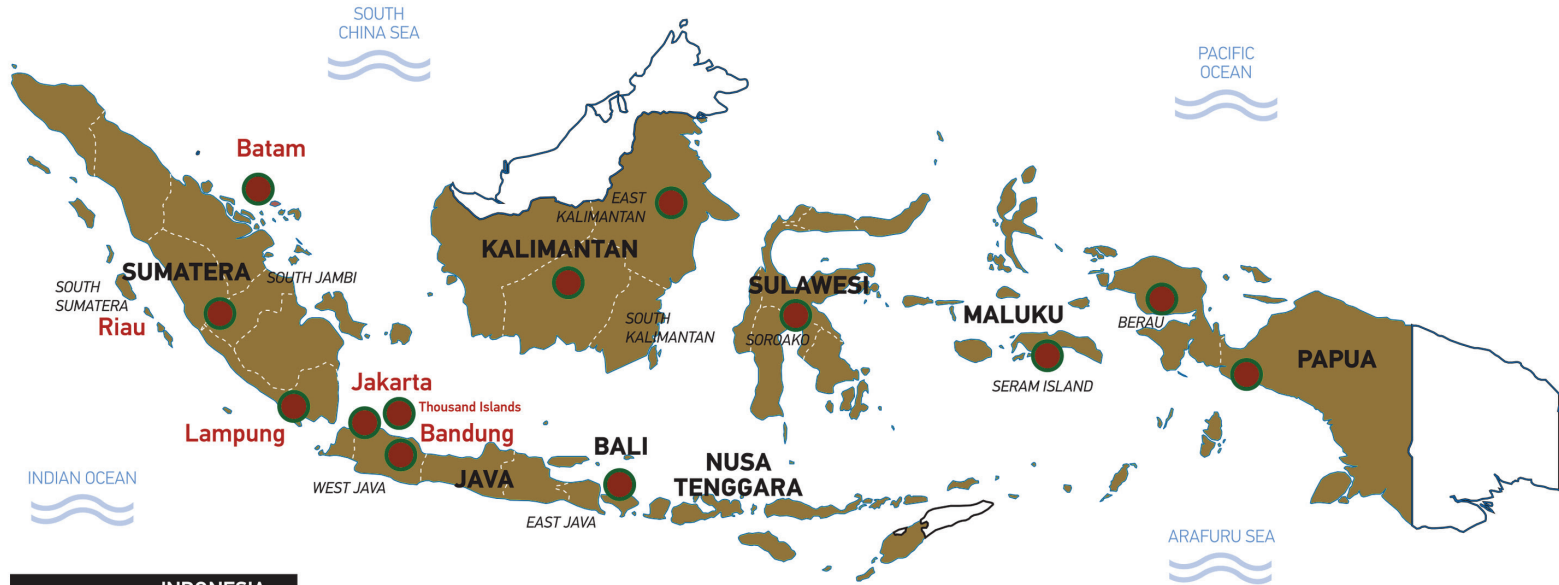 SOUTH
CHINA SEA
PACIFIC
OCEAN
Batam
EAST
KALIMANTAN
KALIMANTAN
SUMATERA
SOUTH JAMBI
SOUTH
SUMATERA
Riau
SULAWESI
SOUTH
KALIMANTAN
SOROAKO
MALUKU
BERAU
SERAM ISLAND
PAPUA
Jakarta
Thousand Islands
Lampung
Bandung
BALI
NUSA
TENGGARA
WEST JAVA
JAVA
EAST JAVA
INDIAN OCEAN
ARAFURU SEA
INDONESIA